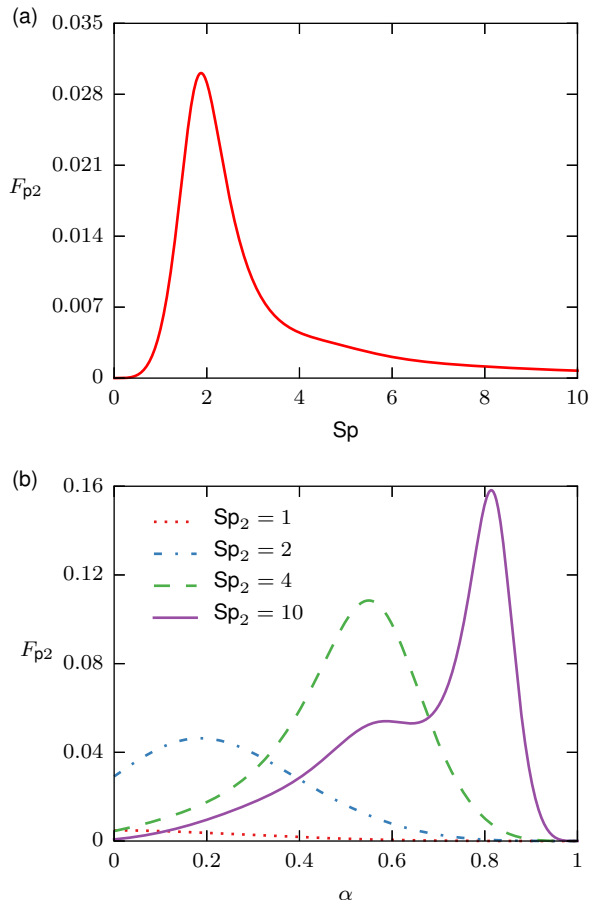 (a)
0.035
0.028
0.021
F_p2
0.014
0.007
0
0 2 4 6 8 10
Sp
(b)
0.16
Sp_2 = 1
Sp_2 = 2
0.12
Sp_2 = 4
Sp_2 = 10
F_p2
0.08
0.04
0
0 0.2 0.4 0.6 0.8 1
α